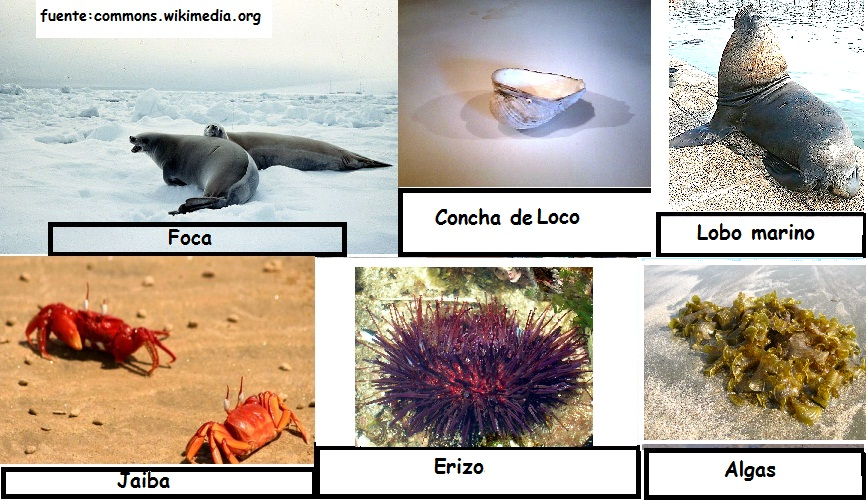 fuente:commons.wikimedia.org
Foca
Concha de Loco
Lobo marino
Jaiba
Erizo
Algas